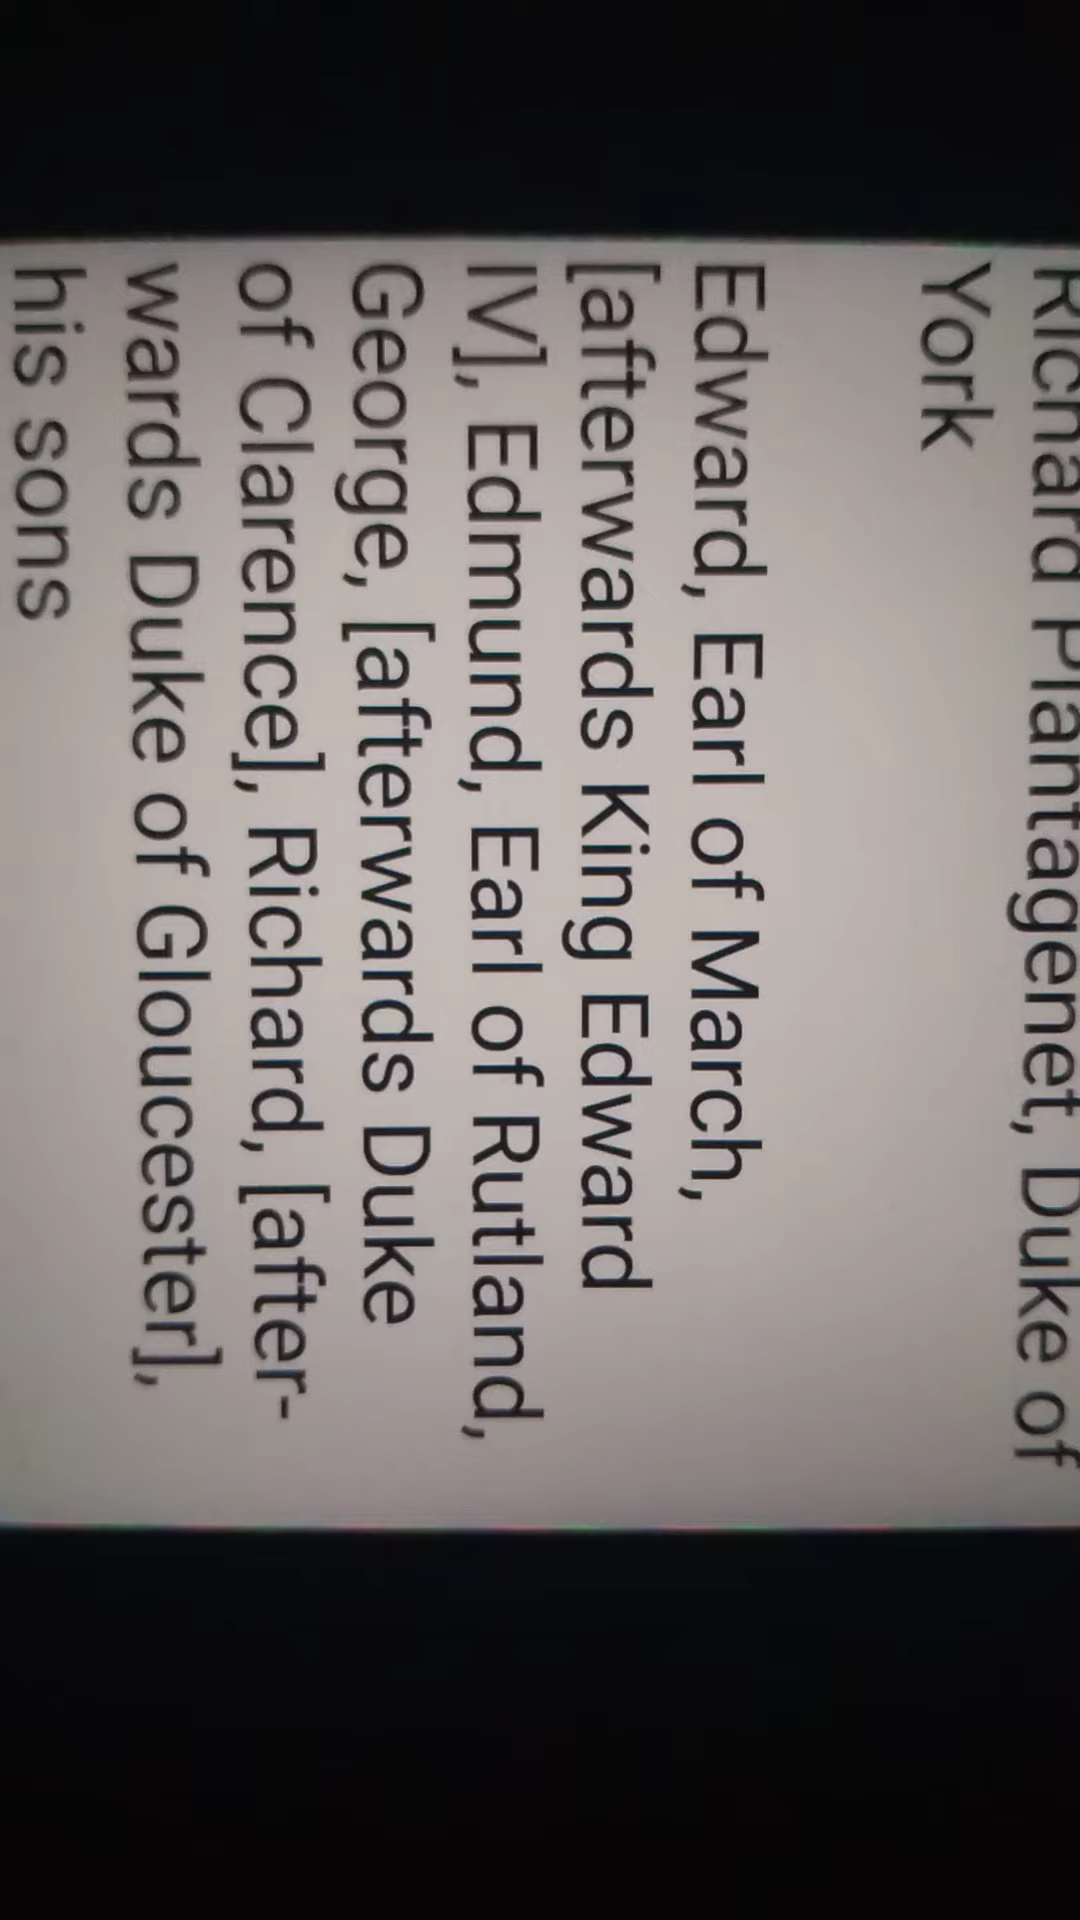 Richard Plantagenet, Duke of
York
Edward, Earl of March,
[afterwards King Edward
IV], Edmund, Earl of Rutland,
George, [afterwards Duke
of Clarence], Richard, [after-
wards Duke of Gloucester],
his sons